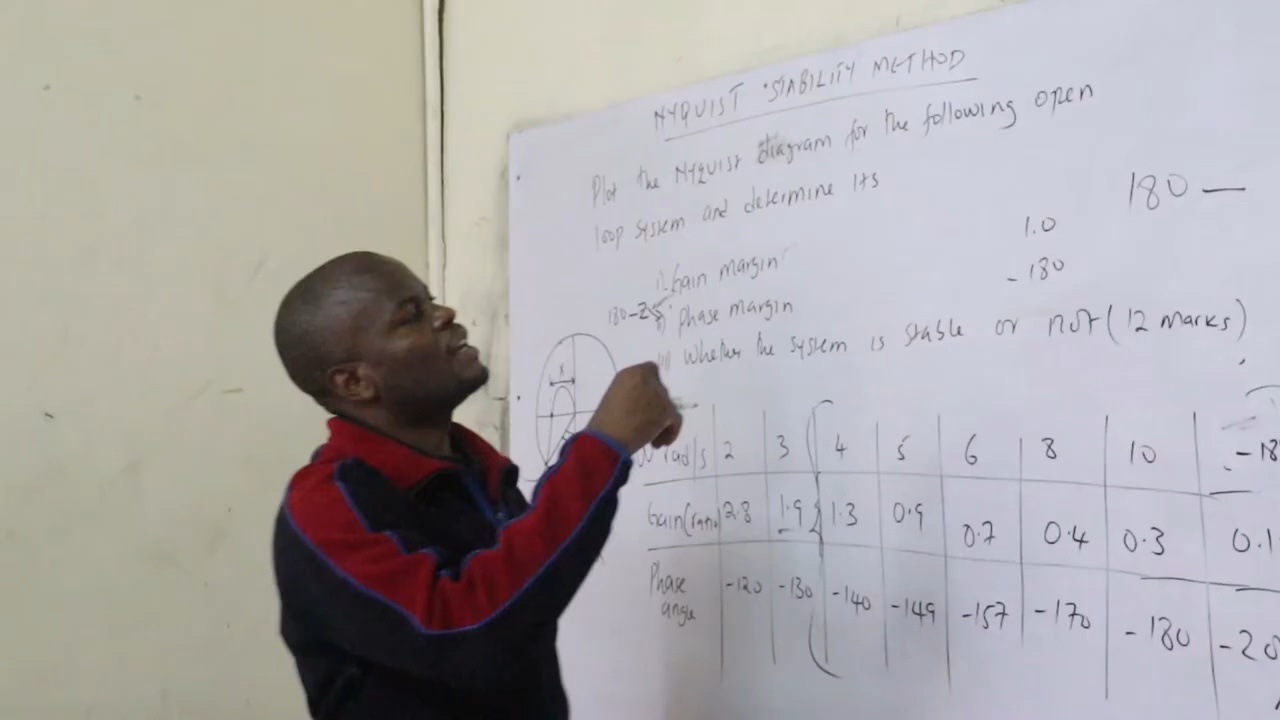 NYQUIST STABILITY METHOD
Plot the NYQUIST diagram for the following open
loop system and determine its
180 —
1.0
i. Gain margin
- 180
ii phase margin
iii whether the system is stable or not (12 marks)
x
W rad/s 2 3 4 5 6 8 10
Gain 2.8 1.9 1.3 0.9 0.7 0.4 0.3 0.1
Phase angle -120 -130 -140 -149 -157 -170 -180 -20